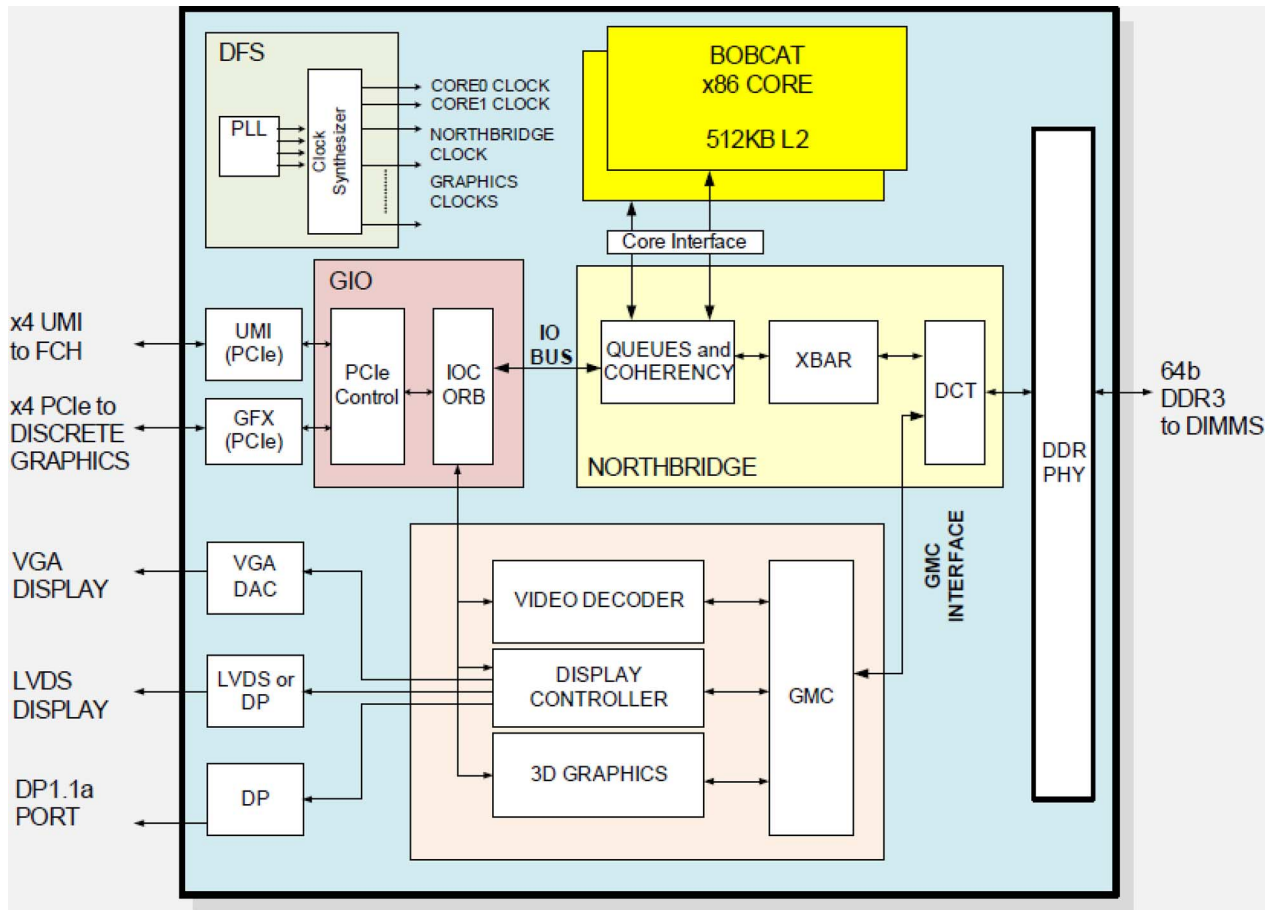 DFS
PLL
Clock
Synthesizer
CORE0 CLOCK
CORE1 CLOCK
NORTHBRIDGE
CLOCK
GRAPHICS
CLOCKS
BOBCAT
x86 CORE
512KB L2
Core Interface
GIO
x4 UMI
to FCH
UMI
(PCIe)
x4 PCIe to
DISCRETE
GRAPHICS
GFX
(PCIe)
PCIe
Control
IOC
ORB
IO
BUS
QUEUES and
COHERENCY
XBAR
DCT
NORTHBRIDGE
DDR
PHY
64b
DDR3
to DIMMS
GMC
INTERFACE
VGA
DISPLAY
VGA
DAC
VIDEO DECODER
LVDS
DISPLAY
LVDS or
DP
DISPLAY
CONTROLLER
GMC
DP1.1a
PORT
DP
3D GRAPHICS